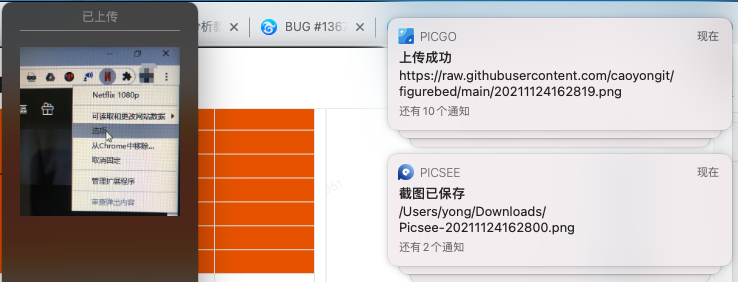 已上传
Netflix 1080p
可读取和更改网站数据
选项
从Chrome中移除...
取消固定
管理扩展程序
审查弹出内容
BUG #1367
PICGO
现在
上传成功
https://raw.githubusercontent.com/caoyongit/
figurebed/main/20211124162819.png
还有10个通知
PICSEE
现在
截图已保存
/Users/yong/Downloads/
Picsee-20211124162800.png
还有2个通知